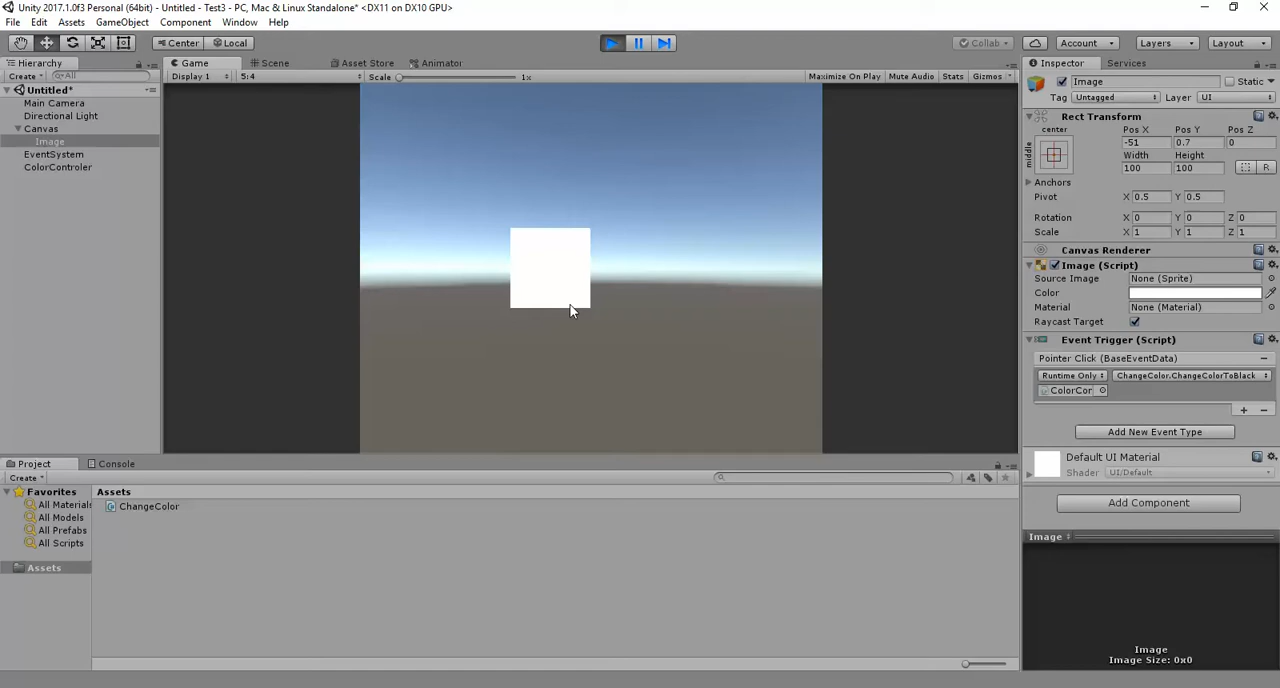 Unity 2017.1.0f3 Personal (64bit) - Untitled - Test3 - PC, Mac & Linux Standalone* <DX11 on DX10 GPU>
File Edit Assets GameObject Component Window Help
Center Local Collab Account Layers Layout
Hierarchy
Create All
Untitled*
Main Camera
Directional Light
Canvas
Image
EventSystem
ColorControler
Game Scene Asset Store Animator
Display 1 5:4 Scale 1x Maximize On Play Mute Audio Stats Gizmos
Inspector Services
Image Static
Tag Untagged Layer UI
Rect Transform
center Pos X Pos Y Pos Z
middle -51 0.7 0
Width Height
100 100 R
Anchors
Pivot X 0.5 Y 0.5
Rotation X 0 Y 0 Z 0
Scale X 1 Y 1 Z 1
Canvas Renderer
Image (Script)
Source Image None (Sprite)
Color
Material None (Material)
Raycast Target
Event Trigger (Script)
Pointer Click (BaseEventData)
Runtime Only ChangeColor.ChangeColorToBlack
ColorCor
+ −
Add New Event Type
Default UI Material
Shader UI/Default
Add Component
Image
Image
Image Size: 0x0
Project Console
Create
Favorites
All Materials
All Models
All Prefabs
All Scripts
Assets
Assets
ChangeColor